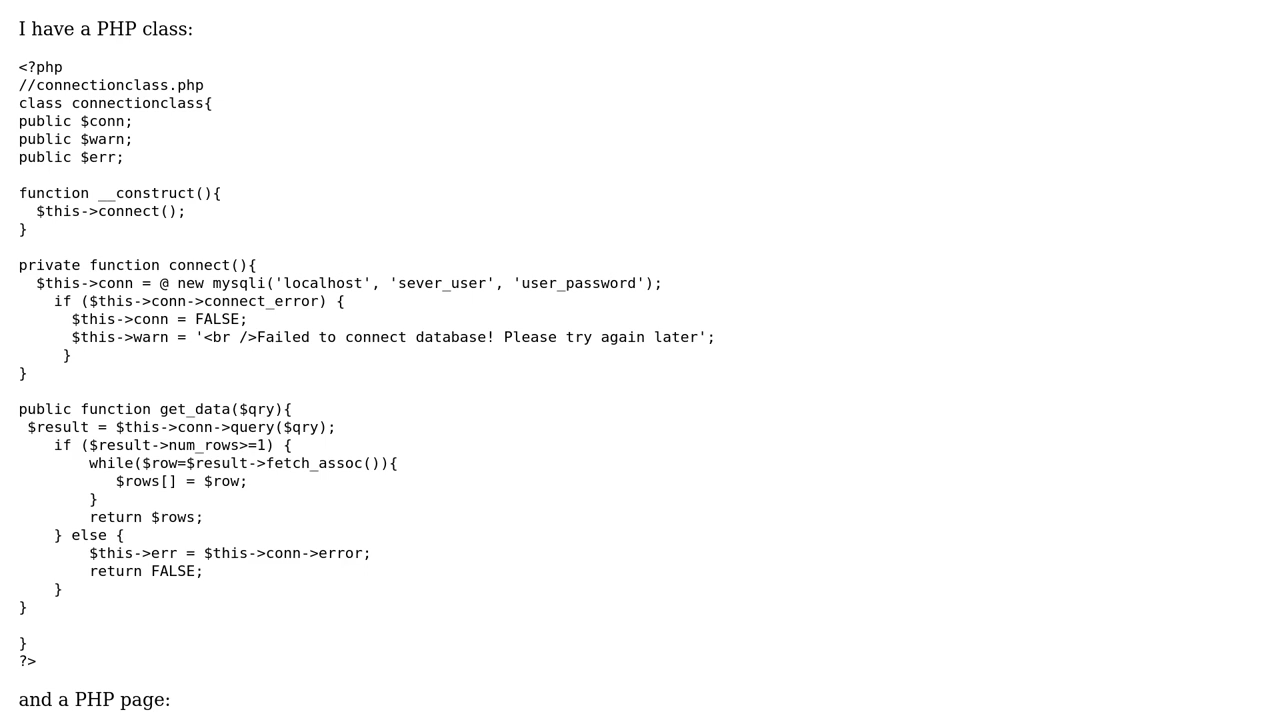 I have a PHP class:
<?php
//connectionclass.php
class connectionclass{
public $conn;
public $warn;
public $err;
function __construct(){
  $this->connect();
}
private function connect(){
  $this->conn = @ new mysqli('localhost', 'sever_user', 'user_password');
    if ($this->conn->connect_error) {
      $this->conn = FALSE;
      $this->warn = '<br />Failed to connect database! Please try again later';
     }
}
public function get_data($qry){
 $result = $this->conn->query($qry);
    if ($result->num_rows>=1) {
        while($row=$result->fetch_assoc()){
           $rows[] = $row;
        }
        return $rows;
    } else {
        $this->err = $this->conn->error;
        return FALSE;
    }
}
}
?>
and a PHP page: